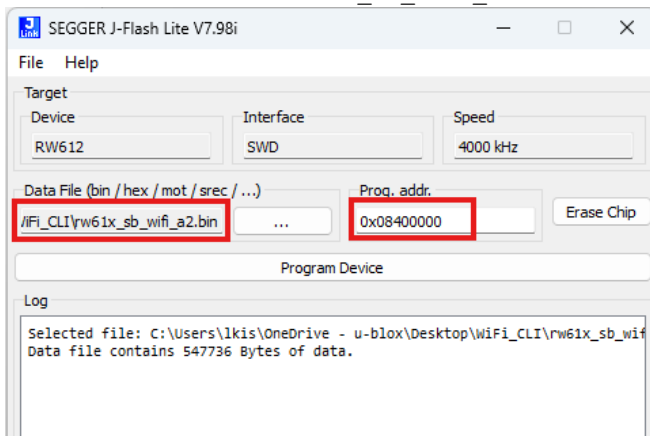 J Link SEGGER J-Flash Lite V7.98i
File Help
Target
Device Interface Speed
RW612 SWD 4000 kHz
Data File (bin / hex / mot / srec / ...) Prog. addr.
/iFi_CLI\rw61x_sb_wifi_a2.bin ... 0x08400000 Erase Chip
Program Device
Log
Selected file: C:\Users\lkis\OneDrive - u-blox\Desktop\WiFi_CLI\rw61x_sb_wif
Data file contains 547736 Bytes of data.